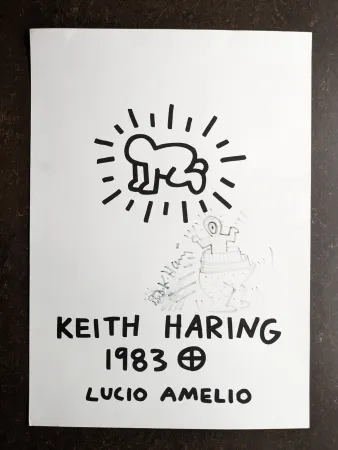 KEITH HARING
1983 ⊕
LUCIO AMELIO